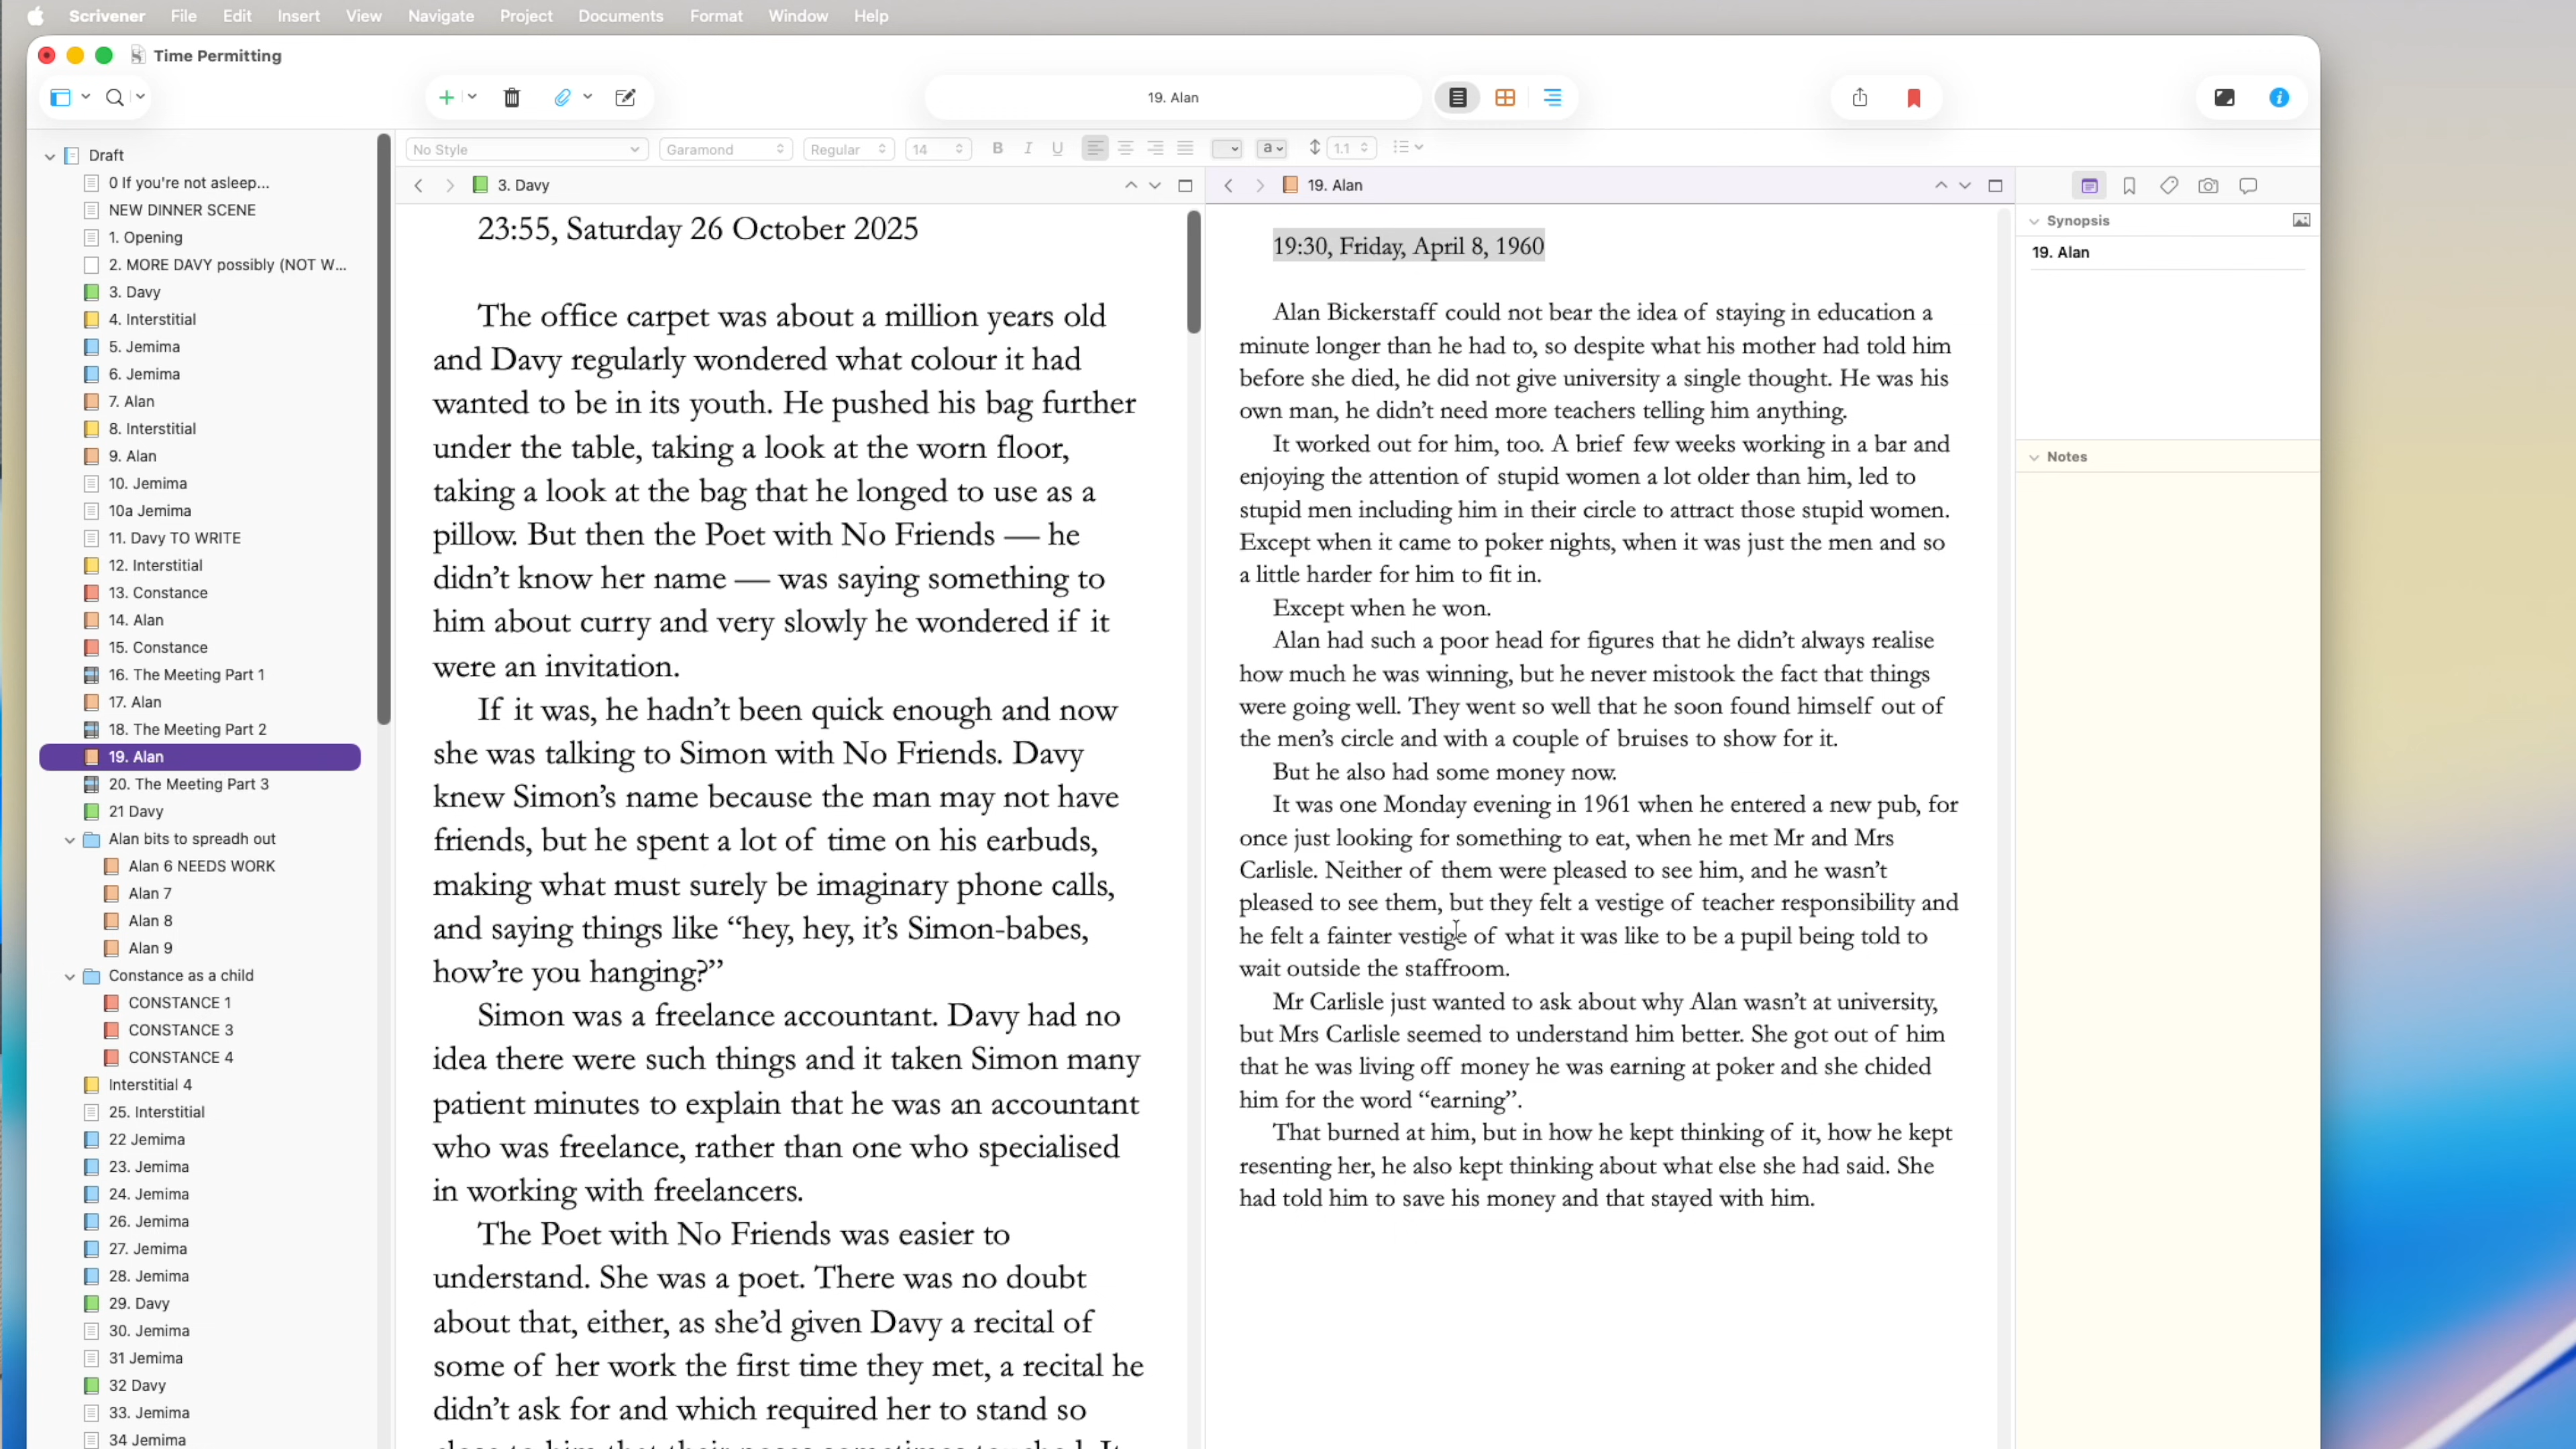 Scrivener File Edit Insert View Navigate Project Documents Format Window Help
Time Permitting
19. Alan
No Style Garamond Regular 14 B I U a 1.1
Draft
0 If you're not asleep...
NEW DINNER SCENE
1. Opening
2. MORE DAVY possibly (NOT W...
3. Davy
4. Interstitial
5. Jemima
6. Jemima
7. Alan
8. Interstitial
9. Alan
10. Jemima
10a Jemima
11. Davy TO WRITE
12. Interstitial
13. Constance
14. Alan
15. Constance
16. The Meeting Part 1
17. Alan
18. The Meeting Part 2
19. Alan
20. The Meeting Part 3
21 Davy
Alan bits to spreadh out
Alan 6 NEEDS WORK
Alan 7
Alan 8
Alan 9
Constance as a child
CONSTANCE 1
CONSTANCE 3
CONSTANCE 4
Interstitial 4
25. Interstitial
22 Jemima
23. Jemima
24. Jemima
26. Jemima
27. Jemima
28. Jemima
29. Davy
30. Jemima
31 Jemima
32 Davy
33. Jemima
34 Jemima
3. Davy
23:55, Saturday 26 October 2025
The office carpet was about a million years old
and Davy regularly wondered what colour it had
wanted to be in its youth. He pushed his bag further
under the table, taking a look at the worn floor,
taking a look at the bag that he longed to use as a
pillow. But then the Poet with No Friends — he
didn’t know her name — was saying something to
him about curry and very slowly he wondered if it
were an invitation.
If it was, he hadn’t been quick enough and now
she was talking to Simon with No Friends. Davy
knew Simon’s name because the man may not have
friends, but he spent a lot of time on his earbuds,
making what must surely be imaginary phone calls,
and saying things like “hey, hey, it’s Simon-babes,
how’re you hanging?”
Simon was a freelance accountant. Davy had no
idea there were such things and it taken Simon many
patient minutes to explain that he was an accountant
who was freelance, rather than one who specialised
in working with freelancers.
The Poet with No Friends was easier to
understand. She was a poet. There was no doubt
about that, either, as she’d given Davy a recital of
some of her work the first time they met, a recital he
didn’t ask for and which required her to stand so
19. Alan
19:30, Friday, April 8, 1960
Alan Bickerstaff could not bear the idea of staying in education a
minute longer than he had to, so despite what his mother had told him
before she died, he did not give university a single thought. He was his
own man, he didn’t need more teachers telling him anything.
It worked out for him, too. A brief few weeks working in a bar and
enjoying the attention of stupid women a lot older than him, led to
stupid men including him in their circle to attract those stupid women.
Except when it came to poker nights, when it was just the men and so
a little harder for him to fit in.
Except when he won.
Alan had such a poor head for figures that he didn’t always realise
how much he was winning, but he never mistook the fact that things
were going well. They went so well that he soon found himself out of
the men’s circle and with a couple of bruises to show for it.
But he also had some money now.
It was one Monday evening in 1961 when he entered a new pub, for
once just looking for something to eat, when he met Mr and Mrs
Carlisle. Neither of them were pleased to see him, and he wasn’t
pleased to see them, but they felt a vestige of teacher responsibility and
he felt a fainter vestige of what it was like to be a pupil being told to
wait outside the staffroom.
Mr Carlisle just wanted to ask about why Alan wasn’t at university,
but Mrs Carlisle seemed to understand him better. She got out of him
that he was living off money he was earning at poker and she chided
him for the word “earning”.
That burned at him, but in how he kept thinking of it, how he kept
resenting her, he also kept thinking about what else she had said. She
had told him to save his money and that stayed with him.
Synopsis
19. Alan
Notes